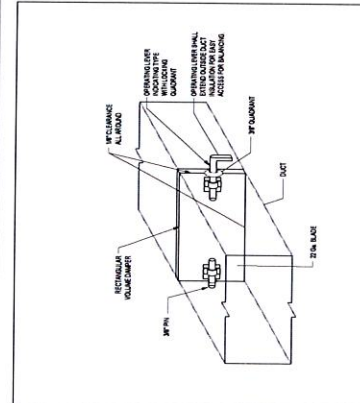 OPERATING LEVER
INDICATING TYPE
WITH LOCKING
QUADRANT
OPERATING LEVER SHALL
EXTEND OUTSIDE DUCT
INSULATION FOR EASY
ACCESS FOR BALANCING
1/8" CLEARANCE
ALL AROUND
3/8" QUADRANT
RECTANGULAR
VOLUME DAMPER
DUCT
3/8" PIN
22 Ga. BLADE